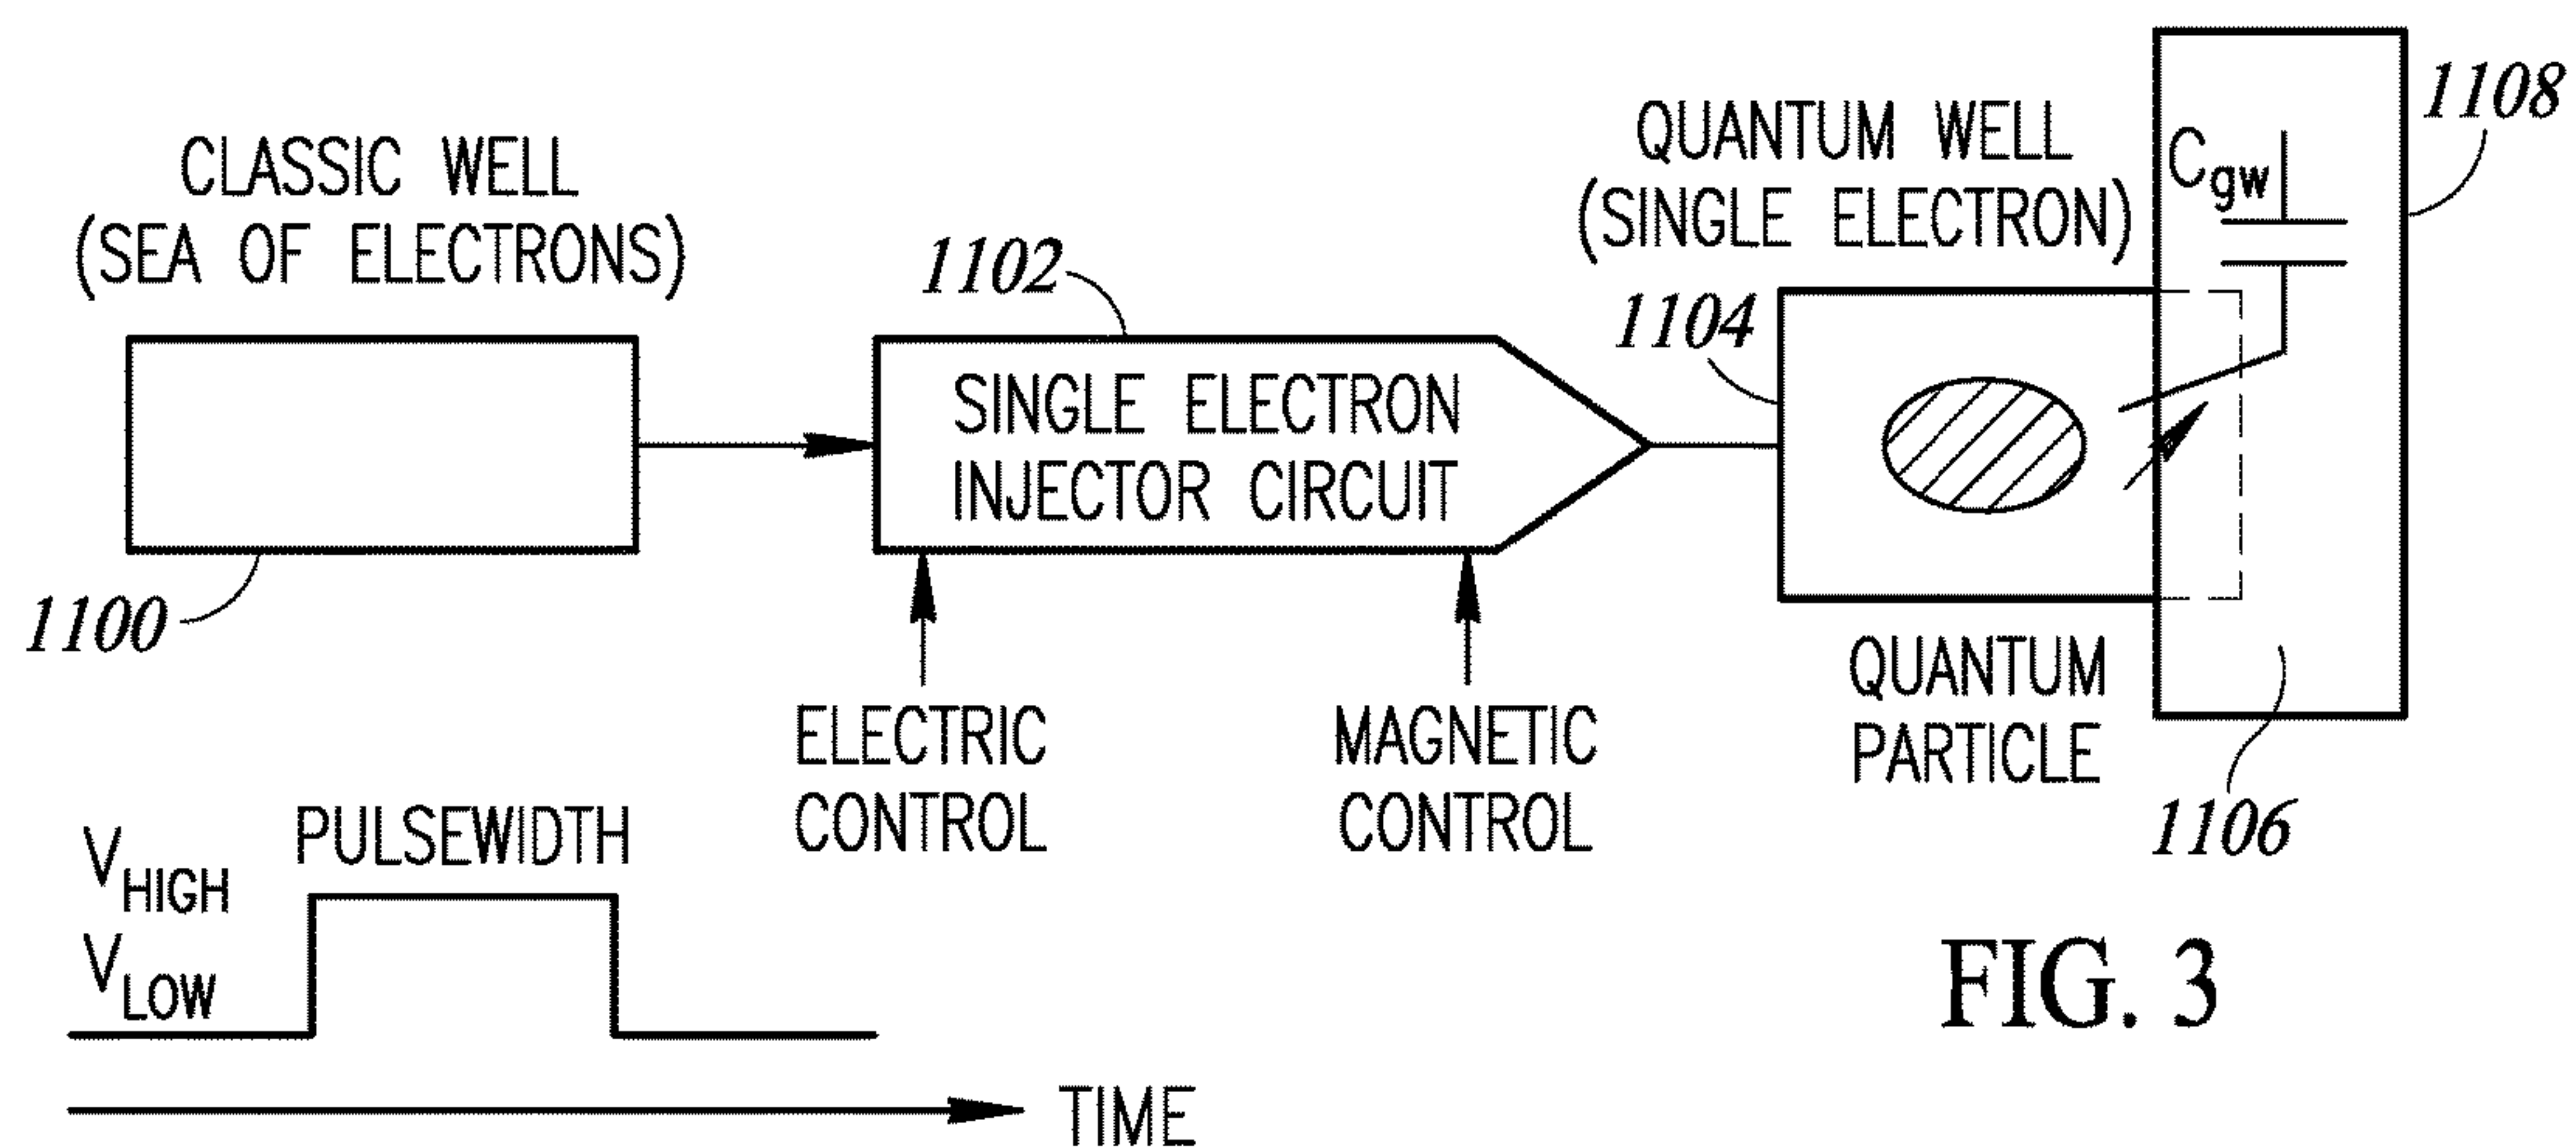 CLASSIC WELL
(SEA OF ELECTRONS)
1100
1102
SINGLE ELECTRON
INJECTOR CIRCUIT
ELECTRIC
CONTROL
MAGNETIC
CONTROL
QUANTUM WELL
(SINGLE ELECTRON)
1104
Cgw
1108
QUANTUM
PARTICLE
1106
VHIGH
PULSEWIDTH
VLOW
TIME
FIG. 3